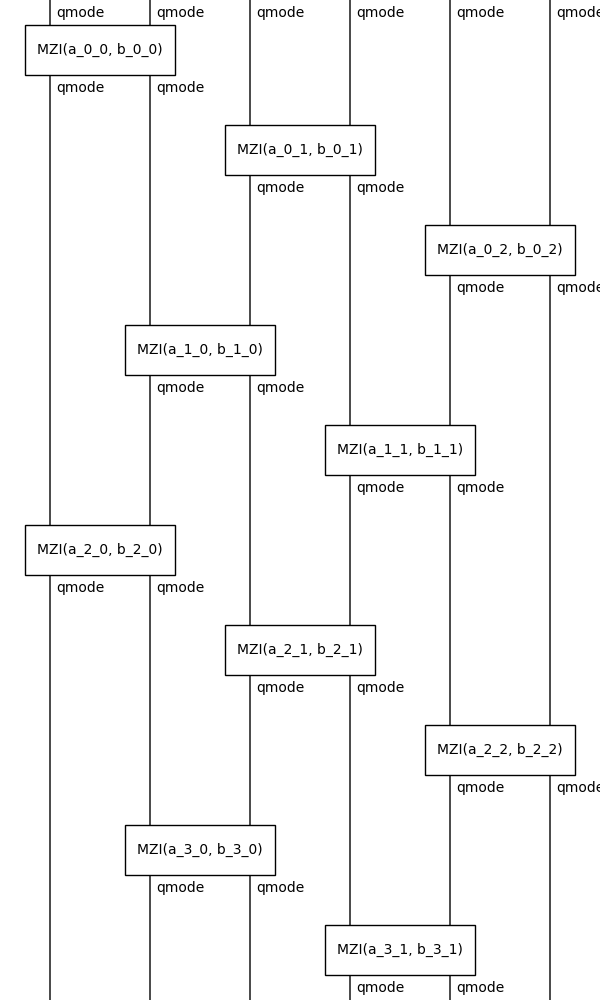 qmode qmode qmode qmode qmode qmode
MZI(a_0_0, b_0_0)
qmode qmode
MZI(a_0_1, b_0_1)
qmode qmode
MZI(a_0_2, b_0_2)
qmode qmode
MZI(a_1_0, b_1_0)
qmode qmode
MZI(a_1_1, b_1_1)
qmode qmode
MZI(a_2_0, b_2_0)
qmode qmode
MZI(a_2_1, b_2_1)
qmode qmode
MZI(a_2_2, b_2_2)
qmode qmode
MZI(a_3_0, b_3_0)
qmode qmode
MZI(a_3_1, b_3_1)
qmode qmode